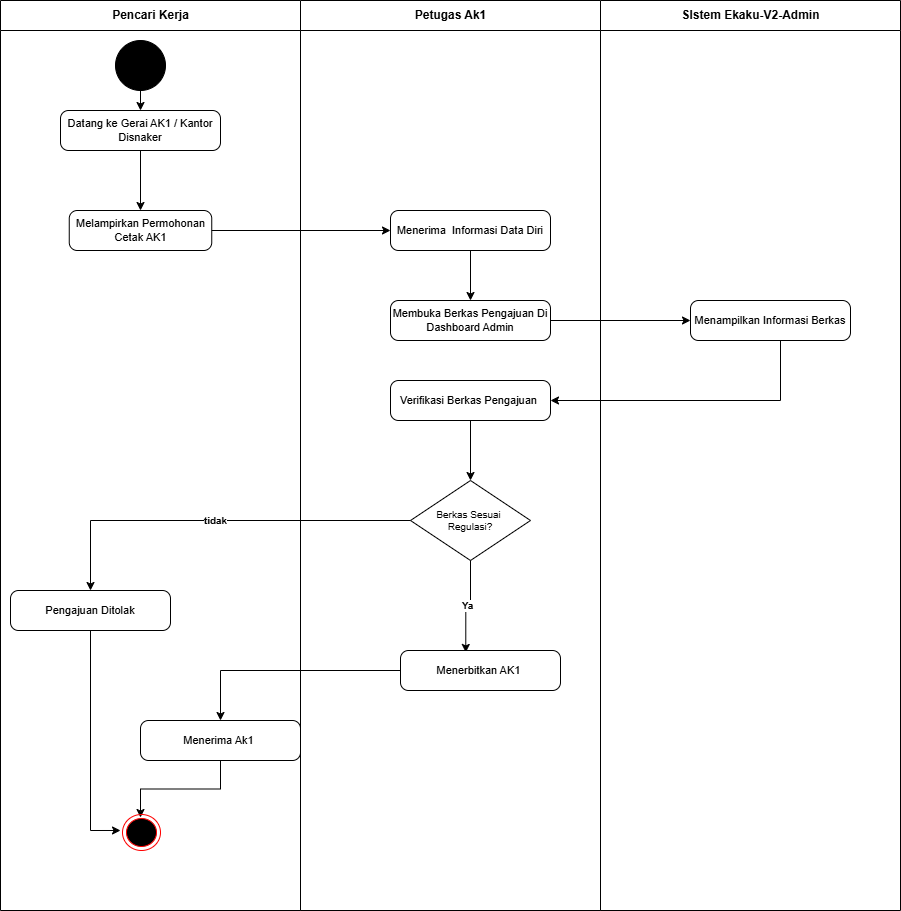 Pencari Kerja
Petugas Ak1
SIstem Ekaku-V2-Admin
Datang ke Gerai AK1 / Kantor
Disnaker
Melampirkan Permohonan
Cetak AK1
Menerima Informasi Data Diri
Membuka Berkas Pengajuan Di
Dashboard Admin
Menampilkan Informasi Berkas
Verifikasi Berkas Pengajuan
Berkas Sesuai
Regulasi?
tidak
Ya
Pengajuan Ditolak
Menerbitkan AK1
Menerima Ak1